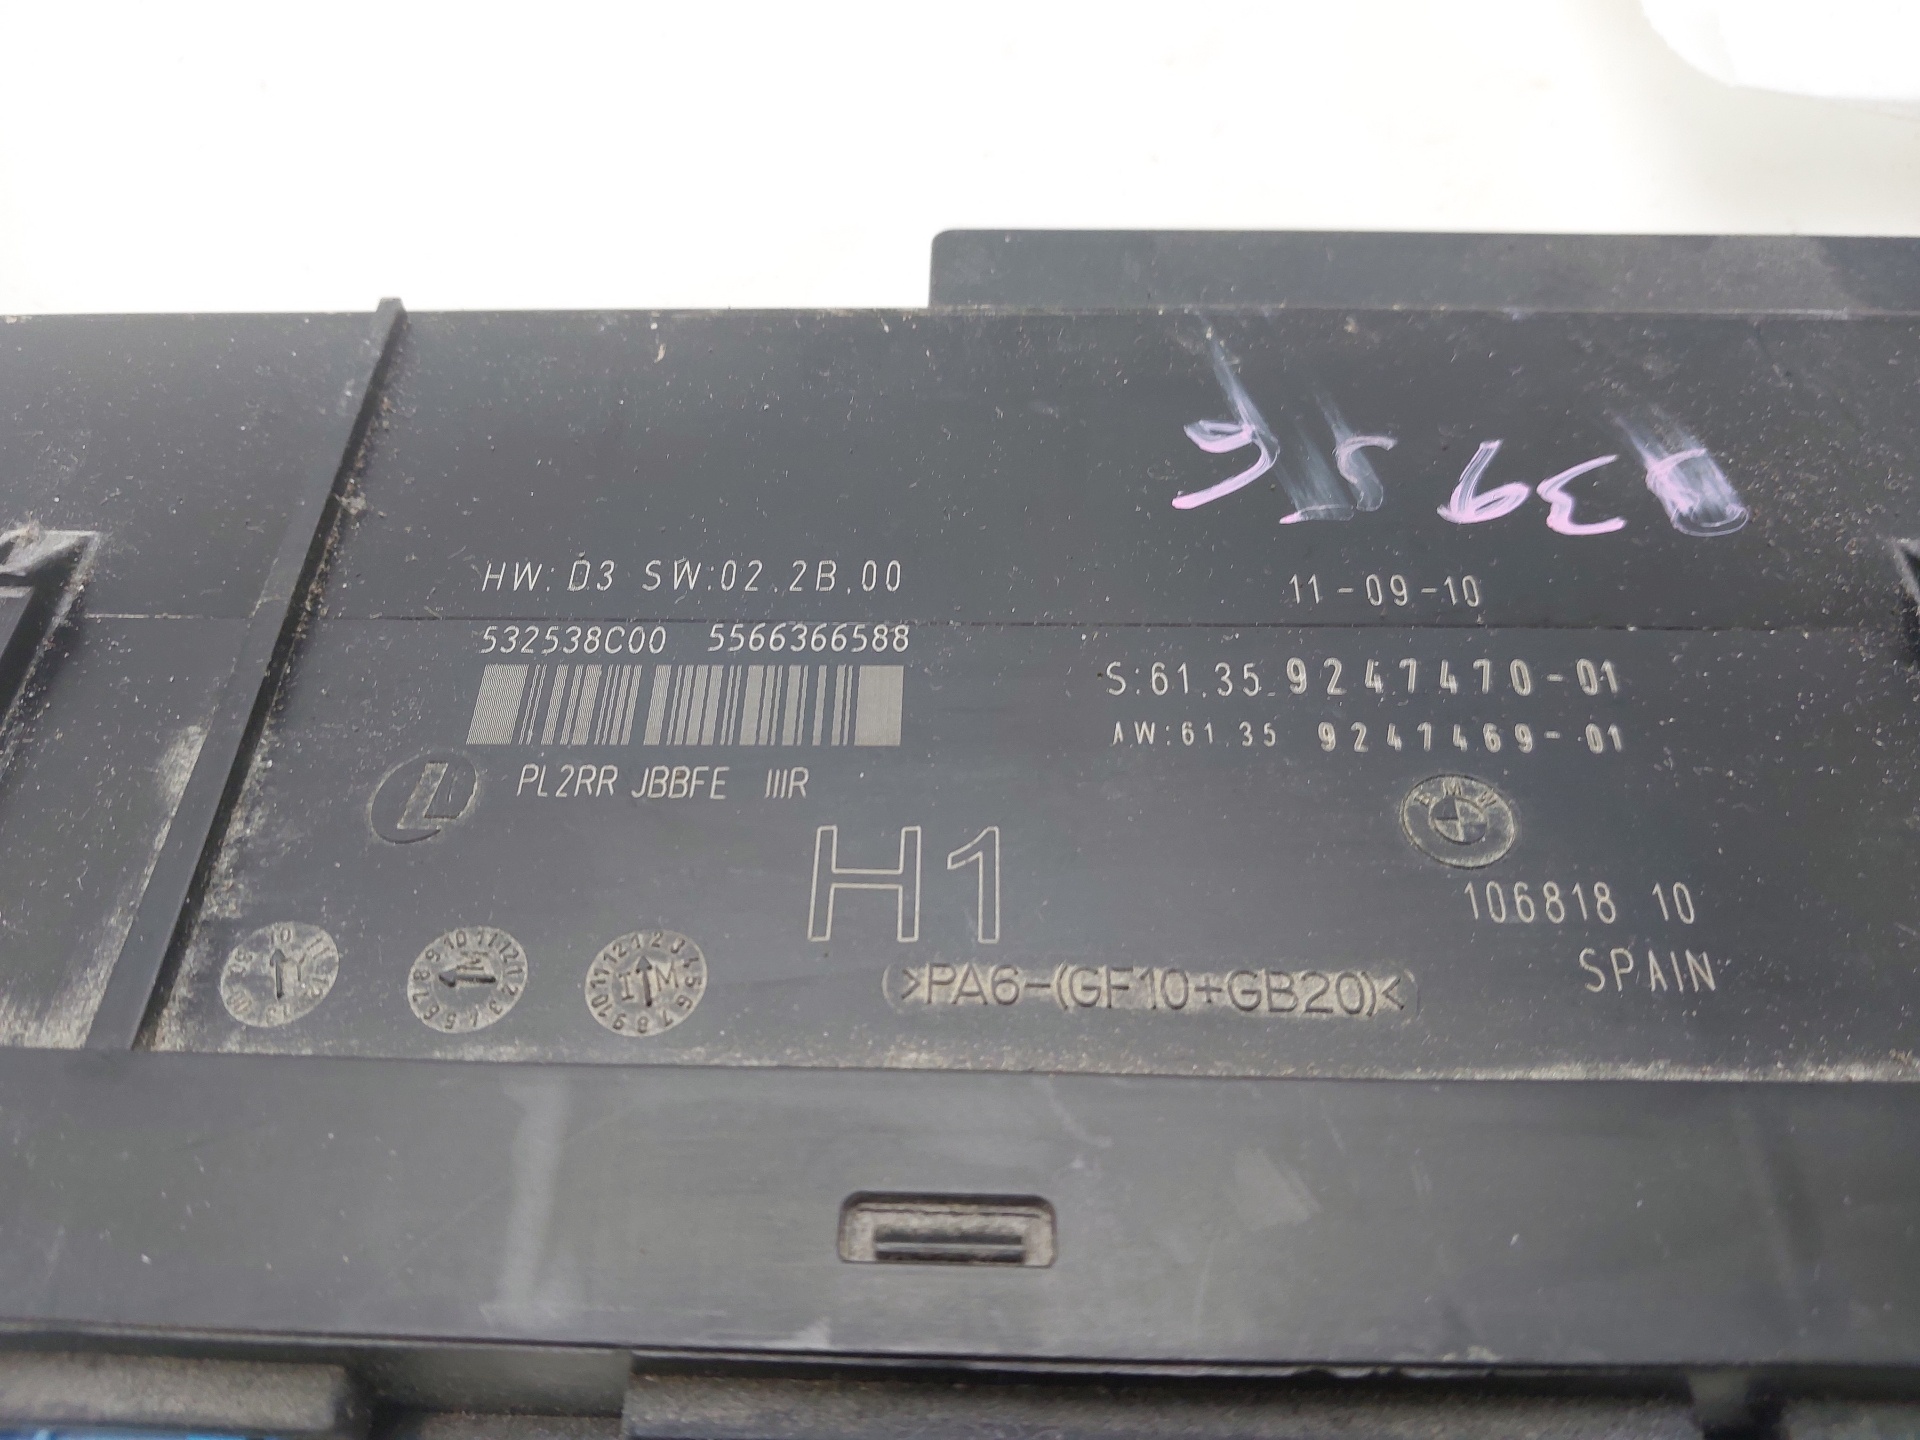 HW:D3 SW:02.2B.00
11-09-10
532538C00 5566366588
S:61.35 9247470-01
AW:61.35 9247469-01
PL2RR JBBFE IIIR
L
BMW
H1
106818 10
SPAIN
>PA6-(GF10+GB20)<